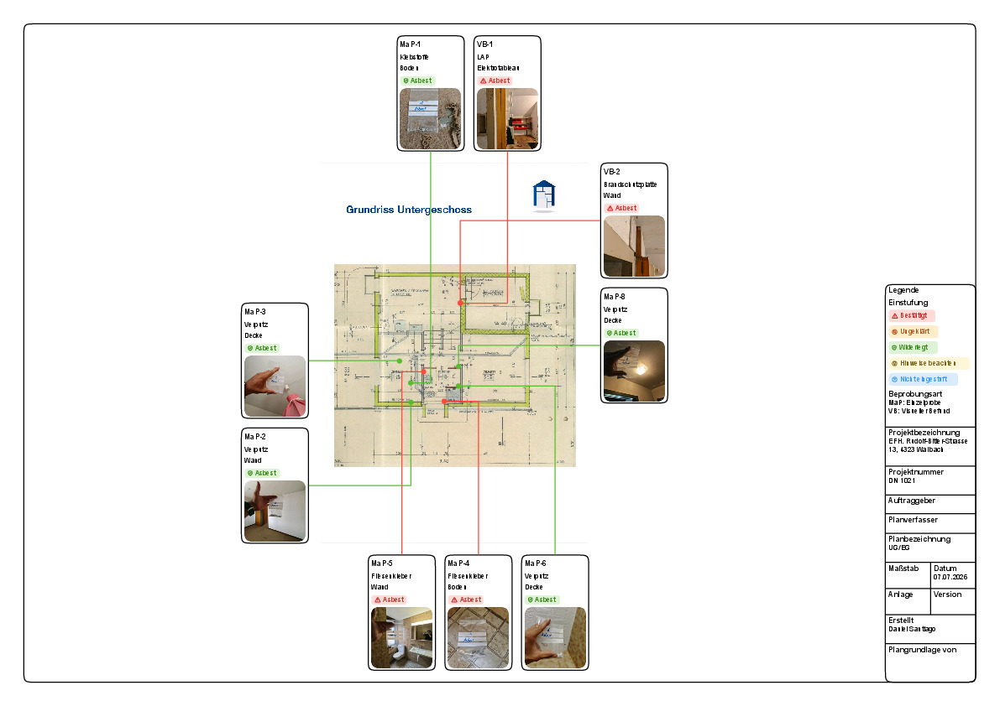 MaP-1
Klebstoffe
Boden
Asbest
VB-1
LAP
Elektrotableau
Asbest
VB-2
Brandschutzplatte
Wand
Asbest
Grundriss Untergeschoss
MaP-3
Verputz
Decke
Asbest
MaP-8
Verputz
Decke
Asbest
MaP-2
Verputz
Wand
Asbest
MaP-5
Fliesenkleber
Wand
Asbest
MaP-4
Fliesenkleber
Boden
Asbest
MaP-6
Verputz
Decke
Asbest
Legende
Einstufung
Bestätigt
Ungeklärt
Widerlegt
Hinweise beachten
Nicht eingestuft
Beprobungsart
MaP: Einzelprobe
VB: Visueller Befund
Projektbezeichnung
EFH. Rudolf-Bitter-Strasse
13, 4323 Wallbach
Projektnummer
DN 1021
Auftraggeber
Planverfasser
Planbezeichnung
UG/EG
Maßstab
Datum
07.07.2026
Anlage
Version
Erstellt
Daniel Santiago
Plangrundlage von